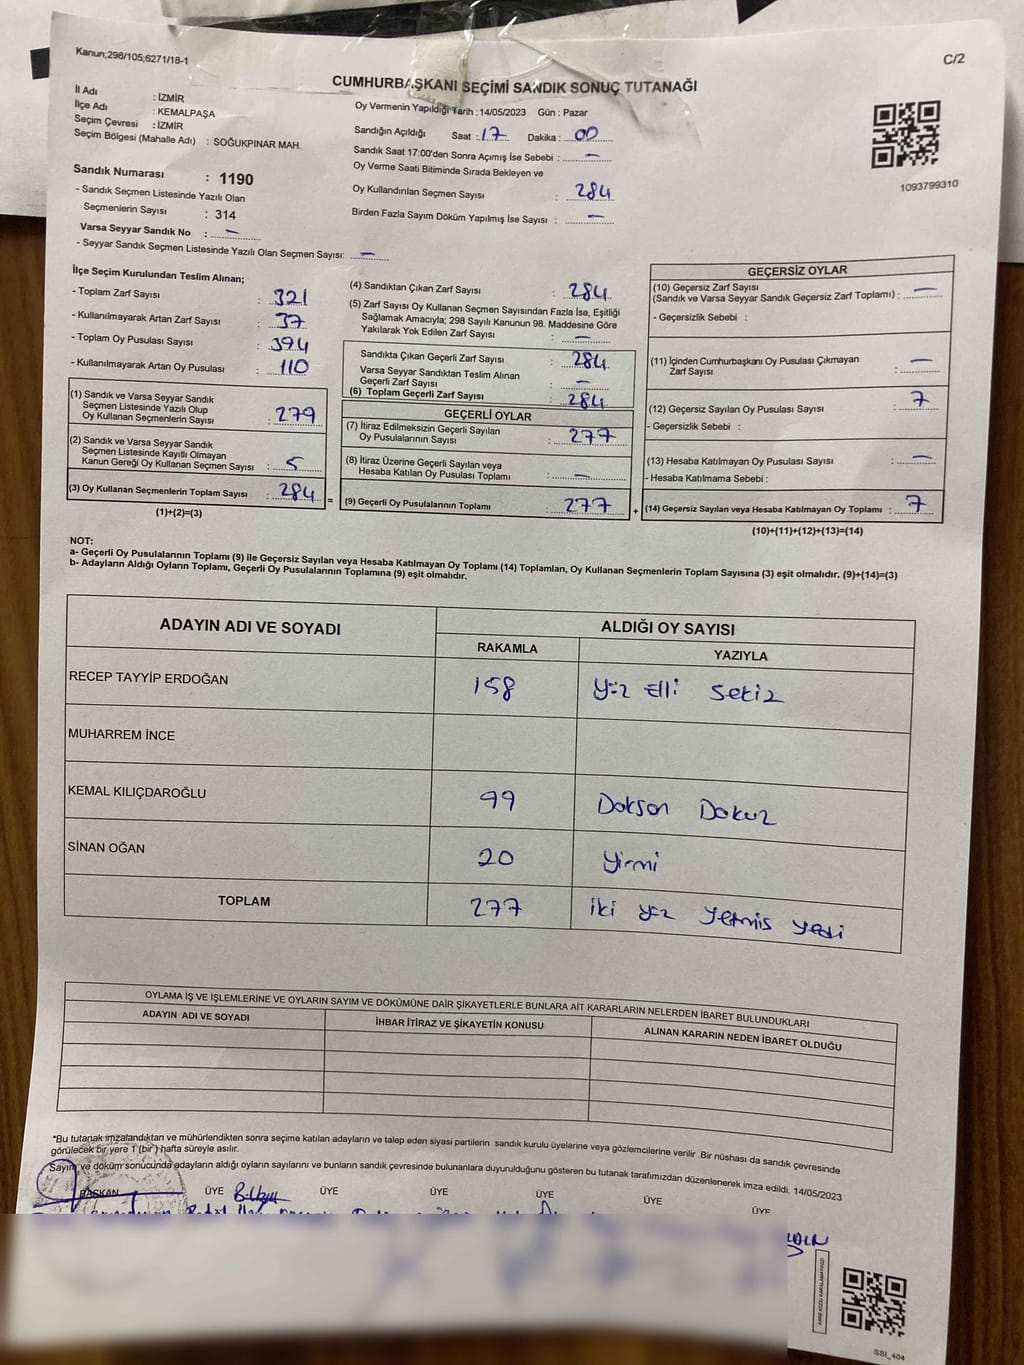 Kanun;298/105;6271/18-1
C/2
CUMHURBAŞKANI SEÇİMİ SANDIK SONUÇ TUTANAĞI
İl Adı : İZMİR
İlçe Adı : KEMALPAŞA
Seçim Çevresi : İZMİR
Seçim Bölgesi (Mahalle Adı) : SOĞUKPINAR MAH.
Oy Vermenin Yapıldığı Tarih : 14/05/2023 Gün : Pazar
Sandığın Açıldığı Saat : 17 Dakika : 00
Sandık Saat 17:00'den Sonra Açımış İse Sebebi : —
Oy Verme Saati Bitiminde Sırada Bekleyen ve
Oy Kullandırılan Seçmen Sayısı : 284
Birden Fazla Sayım Döküm Yapılmış İse Sayısı : —
1093799310
Sandık Numarası : 1190
- Sandık Seçmen Listesinde Yazılı Olan
Seçmenlerin Sayısı : 314
Varsa Seyyar Sandık No : —
- Seyyar Sandık Seçmen Listesinde Yazılı Olan Seçmen Sayısı: —
İlçe Seçim Kurulundan Teslim Alınan;
- Toplam Zarf Sayısı : 321
- Kullanılmayarak Artan Zarf Sayısı : 37
- Toplam Oy Pusulası Sayısı : 394
- Kullanılmayarak Artan Oy Pusulası : 110
(1) Sandık ve Varsa Seyyar Sandık
Seçmen Listesinde Yazılı Olup
Oy Kullanan Seçmenlerin Sayısı : 279
(2) Sandık ve Varsa Seyyar Sandık
Seçmen Listesinde Kayıtlı Olmayan
Kanun Gereği Oy Kullanan Seçmen Sayısı : 5
(3) Oy Kullanan Seçmenlerin Toplam Sayısı : 284 =
(1)+(2)=(3)
(4) Sandıktan Çıkan Zarf Sayısı : 284
(5) Zarf Sayısı Oy Kullanan Seçmen Sayısından Fazla İse, Eşitliği
Sağlamak Amacıyla; 298 Sayılı Kanunun 98. Maddesine Göre
Yakılarak Yok Edilen Zarf Sayısı : —
Sandıkta Çıkan Geçerli Zarf Sayısı : 284
Varsa Seyyar Sandıktan Teslim Alınan
Geçerli Zarf Sayısı : —
(6) Toplam Geçerli Zarf Sayısı : 284
GEÇERLİ OYLAR
(7) İtiraz Edilmeksizin Geçerli Sayılan
Oy Pusulalarının Sayısı : 277
(8) İtiraz Üzerine Geçerli Sayılan veya
Hesaba Katılan Oy Pusulası Toplamı : —
(9) Geçerli Oy Pusulalarının Toplamı : 277 +
GEÇERSİZ OYLAR
(10) Geçersiz Zarf Sayısı
(Sandık ve Varsa Seyyar Sandık Geçersiz Zarf Toplamı) : —
- Geçersizlik Sebebi :
(11) İçinden Cumhurbaşkanı Oy Pusulası Çıkmayan
Zarf Sayısı : —
(12) Geçersiz Sayılan Oy Pusulası Sayısı : 7
- Geçersizlik Sebebi :
(13) Hesaba Katılmayan Oy Pusulası Sayısı : —
- Hesaba Katılmama Sebebi :
(14) Geçersiz Sayılan veya Hesaba Katılmayan Oy Toplamı : 7
(10)+(11)+(12)+(13)=(14)
NOT:
a- Geçerli Oy Pusulalarının Toplamı (9) ile Geçersiz Sayılan veya Hesaba Katılmayan Oy Toplamı (14) Toplamları, Oy Kullanan Seçmenlerin Toplam Sayısına (3) eşit olmalıdır. (9)+(14)=(3)
b- Adayların Aldığı Oyların Toplamı, Geçerli Oy Pusulalarının Toplamına (9) eşit olmalıdır.
ADAYIN ADI VE SOYADI
ALDIĞI OY SAYISI
RAKAMLA YAZIYLA
RECEP TAYYİP ERDOĞAN 158 Yüz Elli Sekiz
MUHARREM İNCE
KEMAL KILIÇDAROĞLU 99 Doksan Dokuz
SİNAN OĞAN 20 Yirmi
TOPLAM 277 iki yüz yetmiş yedi
OYLAMA İŞ VE İŞLEMLERİNE VE OYLARIN SAYIM VE DÖKÜMÜNE DAİR ŞİKAYETLERLE BUNLARA AİT KARARLARIN NELERDEN İBARET BULUNDUKLARI
ADAYIN ADI VE SOYADI İHBAR İTİRAZ VE ŞİKAYETİN KONUSU ALINAN KARARIN NEDEN İBARET OLDUĞU
*Bu tutanak imzalandıktan ve mühürlendikten sonra seçime katılan adayların ve talep eden siyasi partilerin sandık kurulu üyelerine veya gözlemcilerine verilir .Bir nüshası da sandık çevresinde
görülecek bir yere 1 (bir ) hafta süreyle asılır.
Sayım ve döküm sonucunda adayların aldığı oyların sayılarını ve bunların sandık çevresinde bulunanlara duyurulduğunu gösteren bu tutanak tarafımızdan düzenlenerek imza edildi. 14/05/2023
BAŞKAN ÜYE ÜYE ÜYE ÜYE ÜYE ÜYE
SSI_404